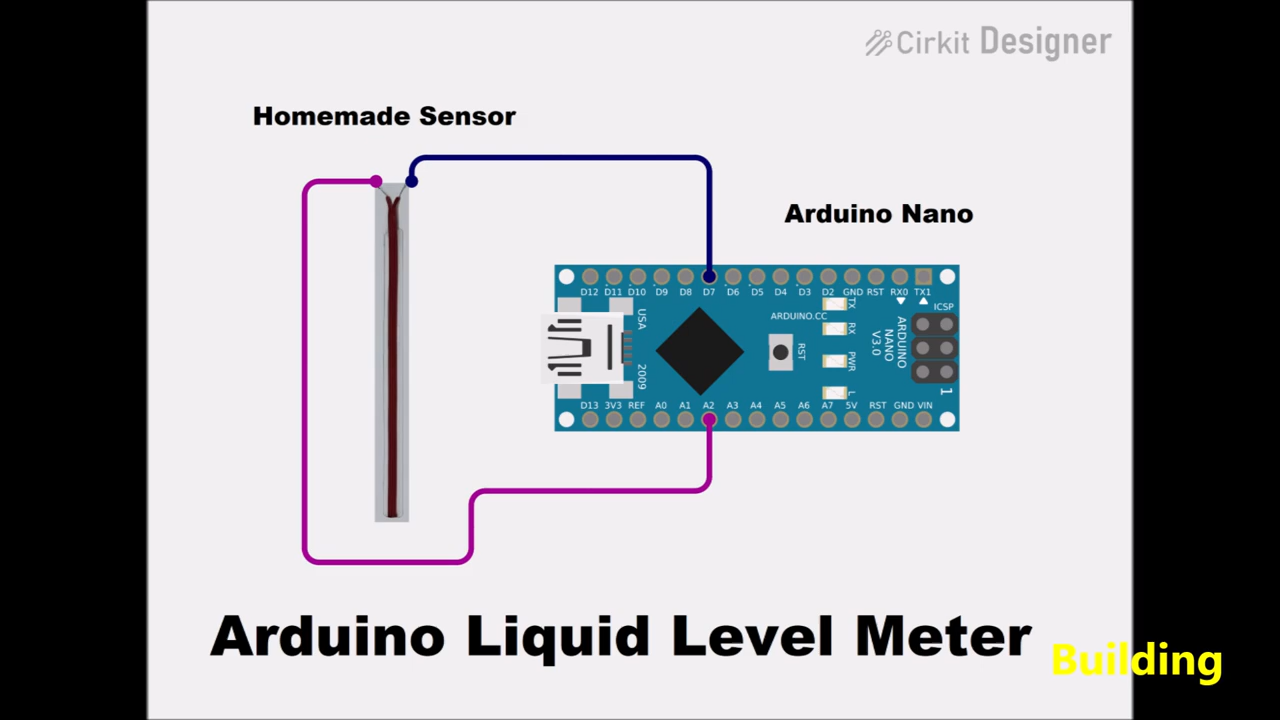 Cirkit Designer
Homemade Sensor
Arduino Nano
D12 D11 D10 D9 D8 D7 D6 D5 D4 D3 D2 GND RST RX0 TX1
USA
2009
ARDUINO.CC
RST
TX
RX
PWR
L
ARDUINO
NANO
V3.0
ICSP
1
D13 3V3 REF A0 A1 A2 A3 A4 A5 A6 A7 5V RST GND VIN
Arduino Liquid Level Meter
Building